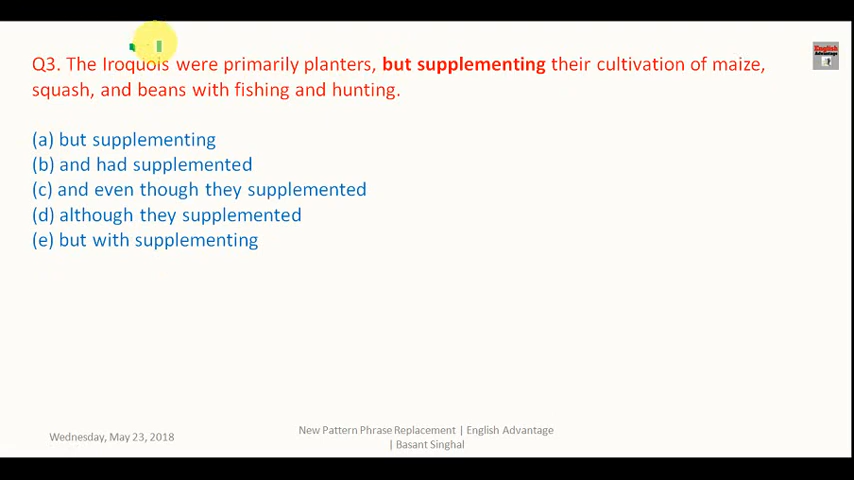 Q3. The Iroquois were primarily planters, but supplementing their cultivation of maize,
squash, and beans with fishing and hunting.
(a) but supplementing
(b) and had supplemented
(c) and even though they supplemented
(d) although they supplemented
(e) but with supplementing
Wednesday, May 23, 2018
New Pattern Phrase Replacement | English Advantage
| Basant Singhal
English
Advantage